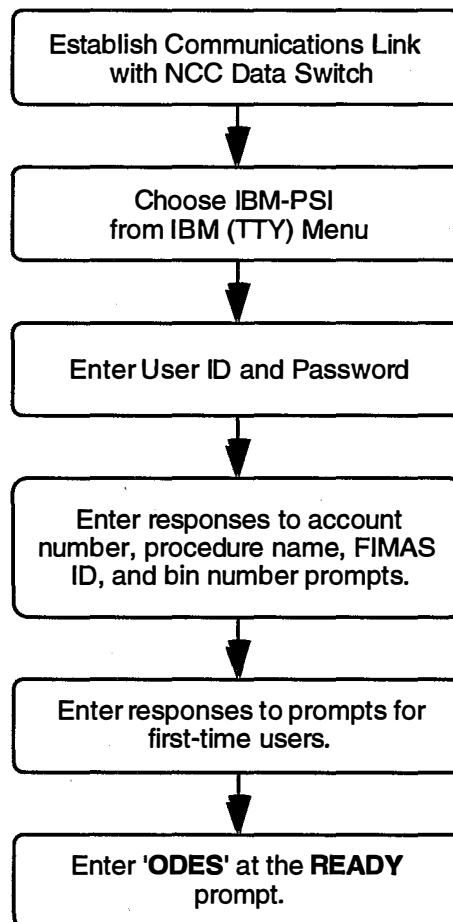 Establish Communications Link
with NCC Data Switch
Choose IBM-PSI
from IBM (TTY) Menu
Enter User ID and Password
Enter responses to account
number, procedure name, FIMAS
ID, and bin number prompts.
Enter responses to prompts for
first-time users.
Enter 'ODES' at the READY
prompt.